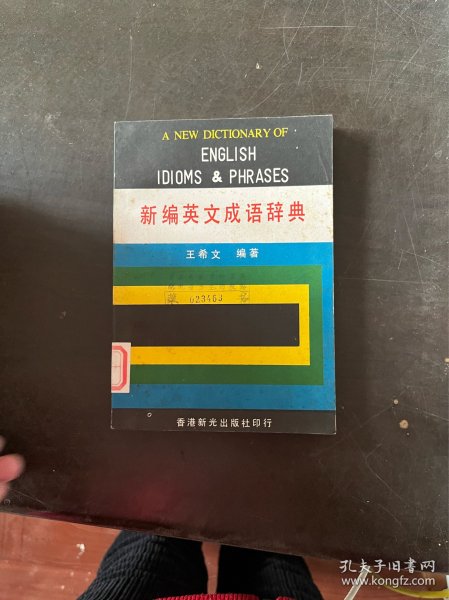 A NEW DICTIONARY OF
ENGLISH
IDIOMS & PHRASES
新编英文成语辞典
王希文 编著
023463
香港新光出版社印行
孔夫子旧书网
www.kongfz.com